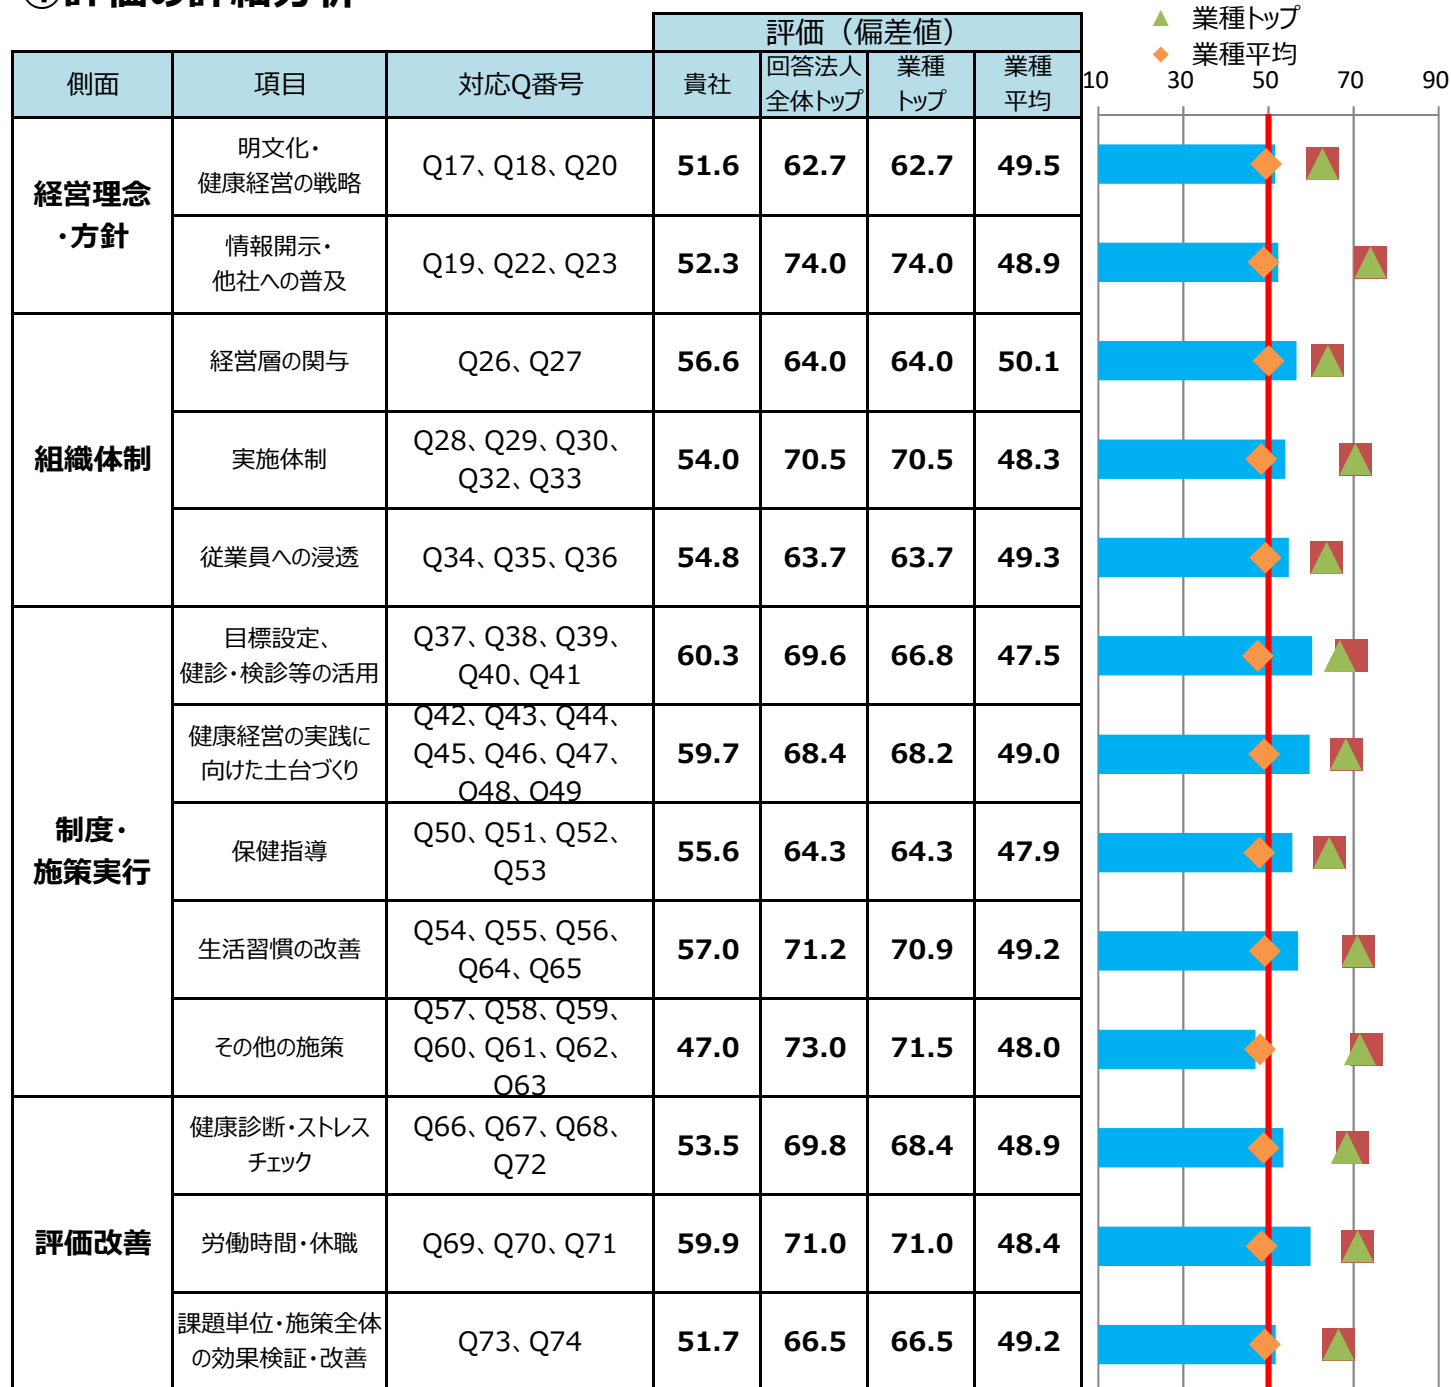 ①評価の詳細分析
▲ 業種トップ
◆ 業種平均
評価（偏差値）
側面 項目 対応Q番号 貴社 回答法人 業種 業種
全体トップ トップ 平均
10 30 50 70 90
経営理念
・方針
明文化・
健康経営の戦略
Q17、Q18、Q20 51.6 62.7 62.7 49.5
情報開示・
他社への普及
Q19、Q22、Q23 52.3 74.0 74.0 48.9
組織体制
経営層の関与 Q26、Q27 56.6 64.0 64.0 50.1
実施体制
Q28、Q29、Q30、
Q32、Q33
54.0 70.5 70.5 48.3
従業員への浸透 Q34、Q35、Q36 54.8 63.7 63.7 49.3
制度・
施策実行
目標設定、
健診・検診等の活用
Q37、Q38、Q39、
Q40、Q41
60.3 69.6 66.8 47.5
健康経営の実践に
向けた土台づくり
Q42、Q43、Q44、
Q45、Q46、Q47、
Q48、Q49
59.7 68.4 68.2 49.0
保健指導
Q50、Q51、Q52、
Q53
55.6 64.3 64.3 47.9
生活習慣の改善
Q54、Q55、Q56、
Q64、Q65
57.0 71.2 70.9 49.2
その他の施策
Q57、Q58、Q59、
Q60、Q61、Q62、
Q63
47.0 73.0 71.5 48.0
評価改善
健康診断・ストレス
チェック
Q66、Q67、Q68、
Q72
53.5 69.8 68.4 48.9
労働時間・休職 Q69、Q70、Q71 59.9 71.0 71.0 48.4
課題単位・施策全体
の効果検証・改善
Q73、Q74 51.7 66.5 66.5 49.2